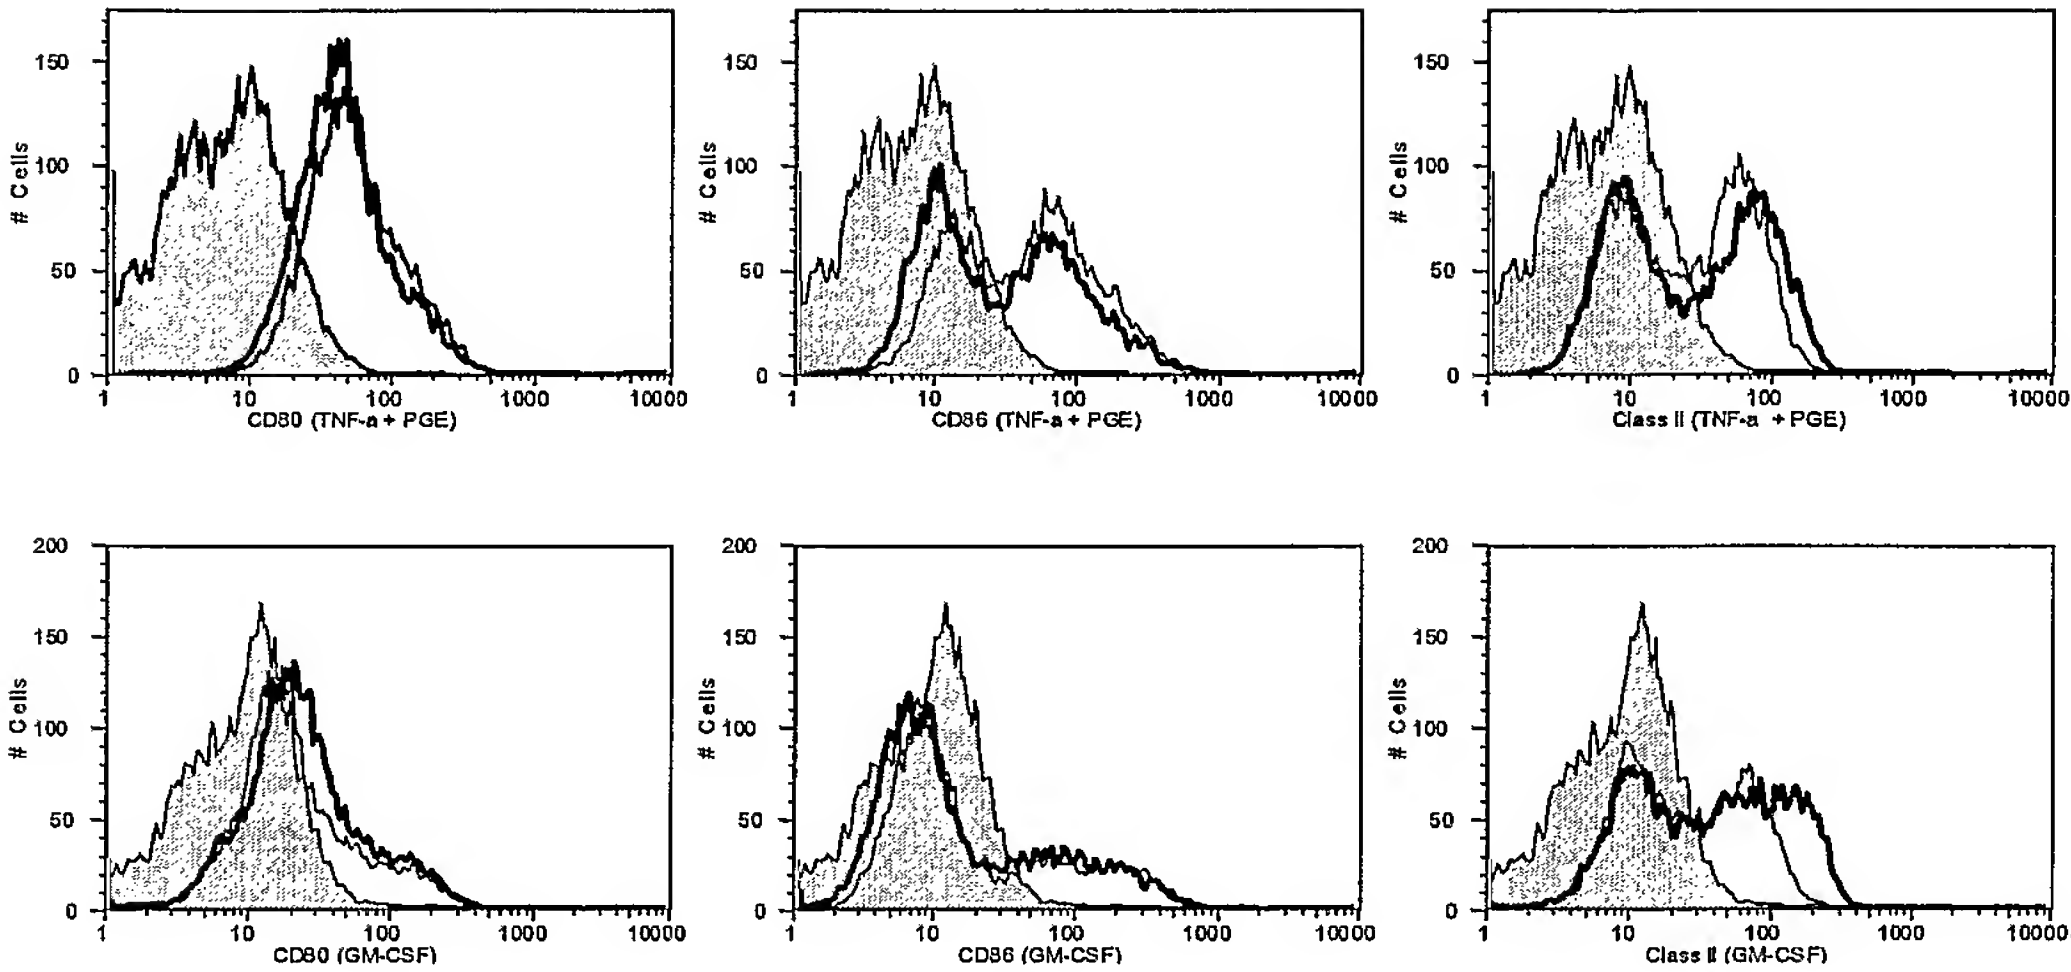 # Cells
150
100
50
0
1 10 100 1000 10000
CD80 (TNF-a + PGE)
# Cells
150
100
50
0
1 10 100 1000 10000
CD86 (TNF-a + PGE)
# Cells
150
100
50
0
1 10 100 1000 10000
Class II (TNF-a + PGE)
# Cells
200
150
100
50
0
1 10 100 1000 10000
CD80 (GM-CSF)
# Cells
200
150
100
50
0
1 10 100 1000 10000
CD86 (GM-CSF)
# Cells
200
150
100
50
0
1 10 100 1000 10000
Class II (GM-CSF)